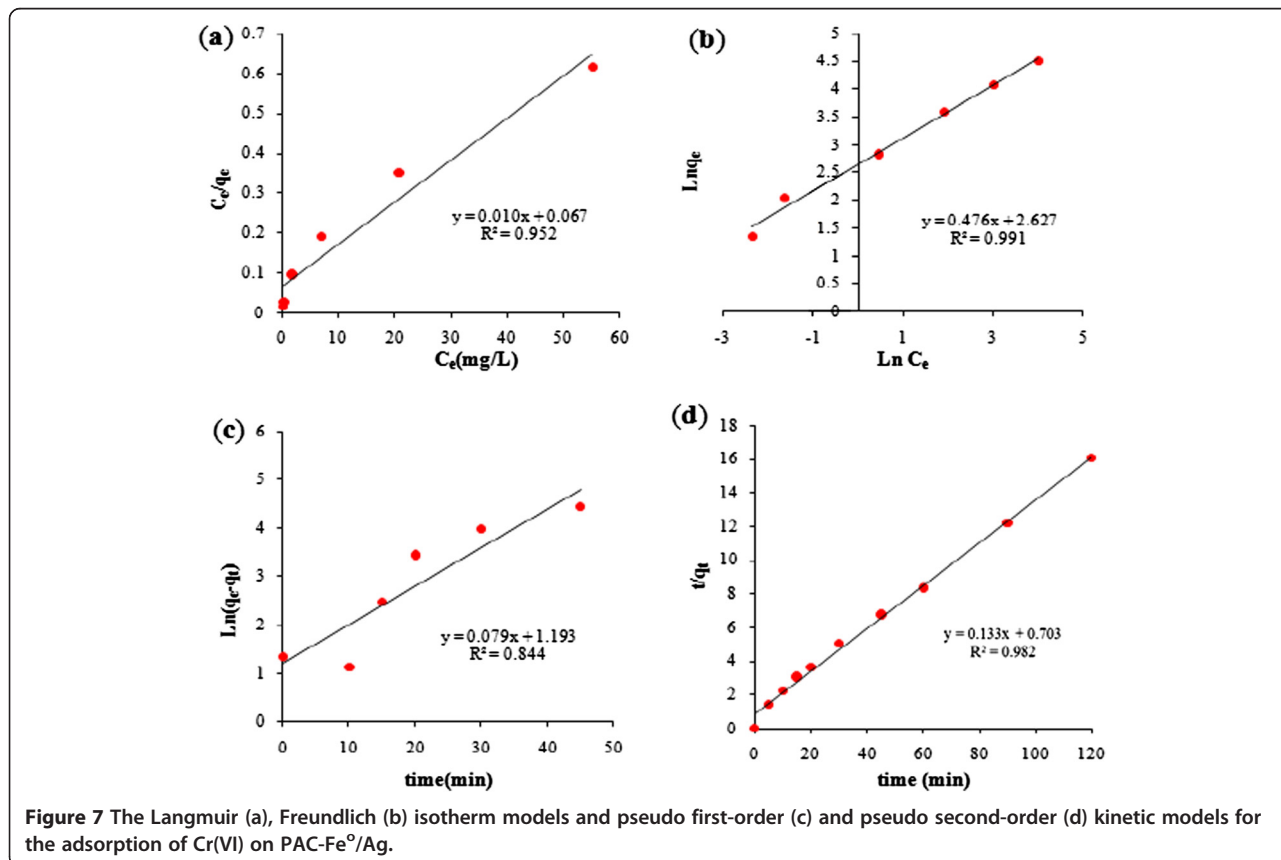 (a)
0.7
0.6
0.5
0.4
0.3
0.2
0.1
0
Ce/qe
y = 0.010x + 0.067
R² = 0.952
0 10 20 30 40 50 60
Ce(mg/L)
(b)
5
4.5
4
3.5
3
2.5
2
1.5
1
0.5
0
Lnqe
y = 0.476x + 2.627
R² = 0.991
-3 -1 1 3 5
Ln Ce
(c)
6
5
4
3
2
1
0
Ln(qe-qt)
y = 0.079x + 1.193
R² = 0.844
0 10 20 30 40 50
time(min)
(d)
18
16
14
12
10
8
6
4
2
0
t/qt
y = 0.133x + 0.703
R² = 0.982
0 20 40 60 80 100 120
time (min)
Figure 7 The Langmuir (a), Freundlich (b) isotherm models and pseudo first-order (c) and pseudo second-order (d) kinetic models for
the adsorption of Cr(VI) on PAC-Fe°/Ag.